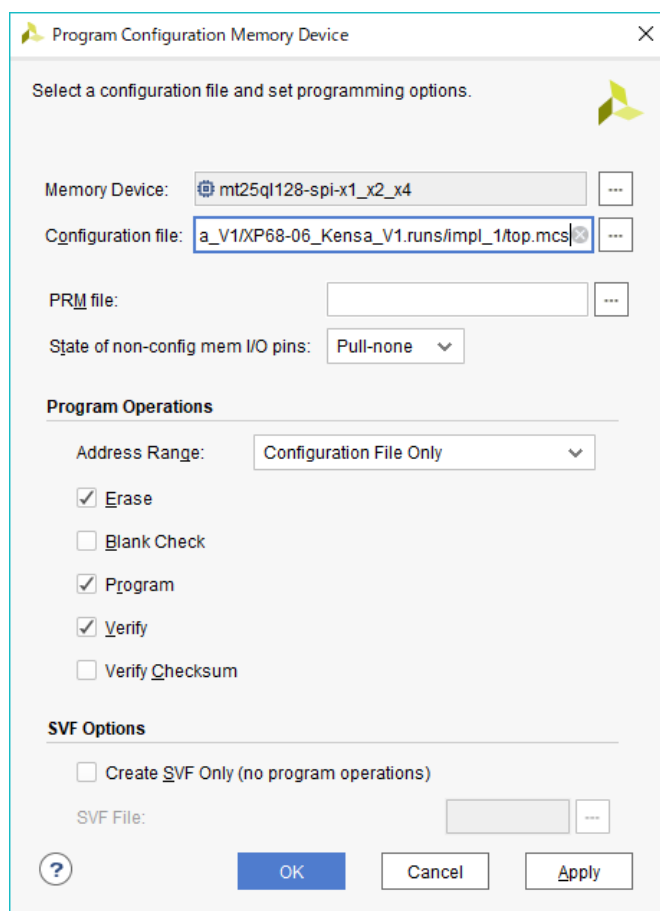 Program Configuration Memory Device
Select a configuration file and set programming options.
Memory Device: mt25ql128-spi-x1_x2_x4 ...
Configuration file: a_V1/XP68-06_Kensa_V1.runs/impl_1/top.mcs ...
PRM file: ...
State of non-config mem I/O pins: Pull-none
Program Operations
Address Range: Configuration File Only
Erase
Blank Check
Program
Verify
Verify Checksum
SVF Options
Create SVF Only (no program operations)
SVF File: ...
? OK Cancel Apply